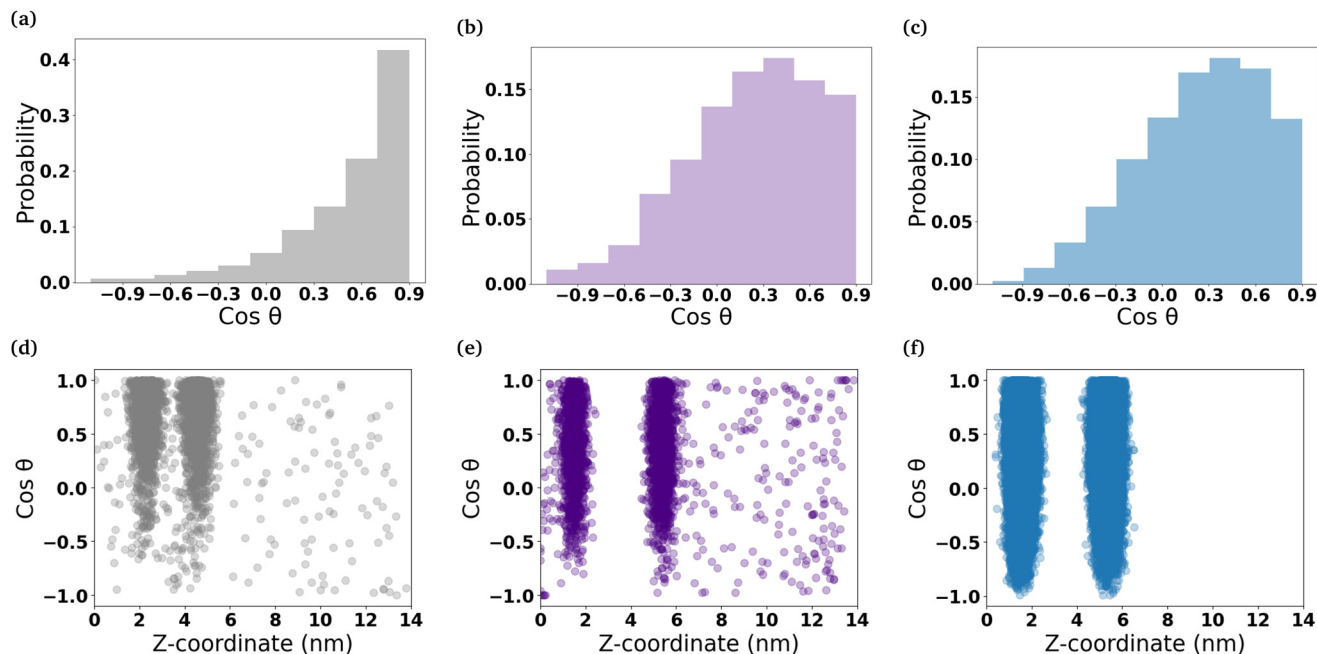 (a)
(b)
(c)
Probability
0.4
0.3
0.2
0.1
0.0
−0.9 −0.6 −0.3 0.0 0.3 0.6 0.9
Cos θ
Probability
0.15
0.10
0.05
0.00
−0.9 −0.6 −0.3 0.0 0.3 0.6 0.9
Cos θ
Probability
0.15
0.10
0.05
0.00
−0.9 −0.6 −0.3 0.0 0.3 0.6 0.9
Cos θ
(d)
(e)
(f)
Cos θ
1.0
0.5
0.0
−0.5
−1.0
0 2 4 6 8 10 12 14
Z-coordinate (nm)
Cos θ
1.0
0.5
0.0
−0.5
−1.0
0 2 4 6 8 10 12 14
Z-coordinate (nm)
Cos θ
1.0
0.5
0.0
−0.5
−1.0
0 2 4 6 8 10 12 14
Z-coordinate (nm)